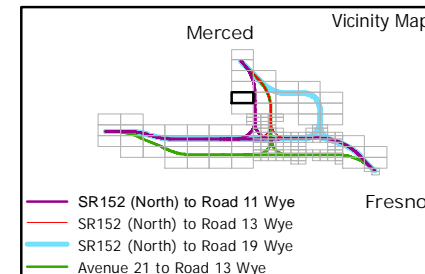 Vicinity Map
Merced
Fresno
SR152 (North) to Road 11 Wye
SR152 (North) to Road 13 Wye
SR152 (North) to Road 19 Wye
Avenue 21 to Road 13 Wye